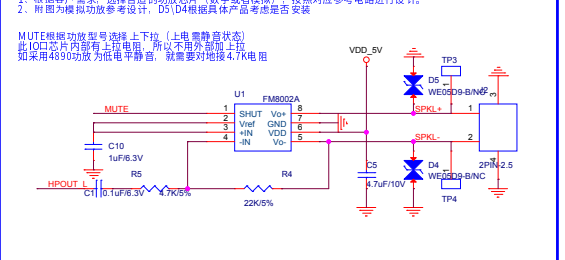 2、附图为模拟功放参考设计，D5\D4根据具体产品考虑是否安装
MUTE根据功放型号选择上下拉（上电需静音状态）
此IO口芯片内部有上拉电阻，所以不用外部加上拉
如采用4890功放为低电平静音，就需要对地接4.7K电阻
VDD_5V
TP3
D5
WE05D9-B/NC
J2
3
U1
FM8002A
MUTE
1 SHUT Vo+ 8
2 Vref GND 7
3 +IN VDD 6
4 -IN Vo- 5
SPKL+
1
SPKL-
2
C10
1uF/6.3V
C5
4.7uF/10V
D4
WE05D9-B/NC
2PIN-2.5
4
TP4
HPOUT_L
C1
0.1uF/6.3V
R5
4.7K/5%
R4
22K/5%